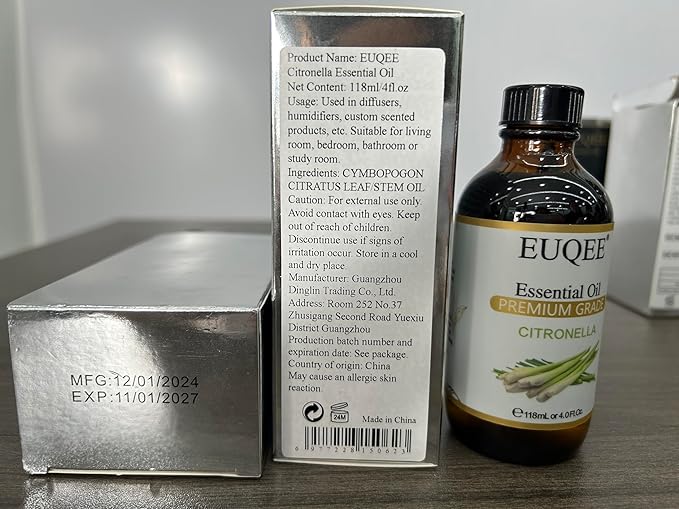 MFG:12/01/2024
EXP:11/01/2027
Product Name: EUQEE
Citronella Essential Oil
Net Content: 118ml/4fl.oz
Usage: Used in diffusers,
humidifiers, custom scented
products, etc. Suitable for living
room, bedroom, bathroom or
study room.
Ingredients: CYMBOPOGON
CITRATUS LEAF/STEM OIL
Caution: For external use only.
Avoid contact with eyes. Keep
out of reach of children.
Discontinue use if signs of
irritation occur. Store in a cool
and dry place.
Manufacturer: Guangzhou
Dinglin Trading Co., Ltd.
Address: Room 252 No.37
Zhusigang Second Road Yuexiu
District Guangzhou
Production batch number and
expiration date: See package.
Country of origin: China
May cause an allergic skin
reaction.
24M
Made in China
6 977228 150623
EUQEE®
Essential Oil
PREMIUM GRADE
CITRONELLA
℮118mL or 4.0 Fl.Oz.